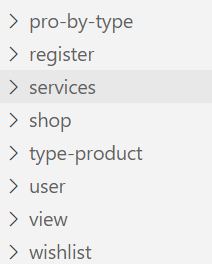 pro-by-type
register
services
shop
type-product
user
view
wishlist